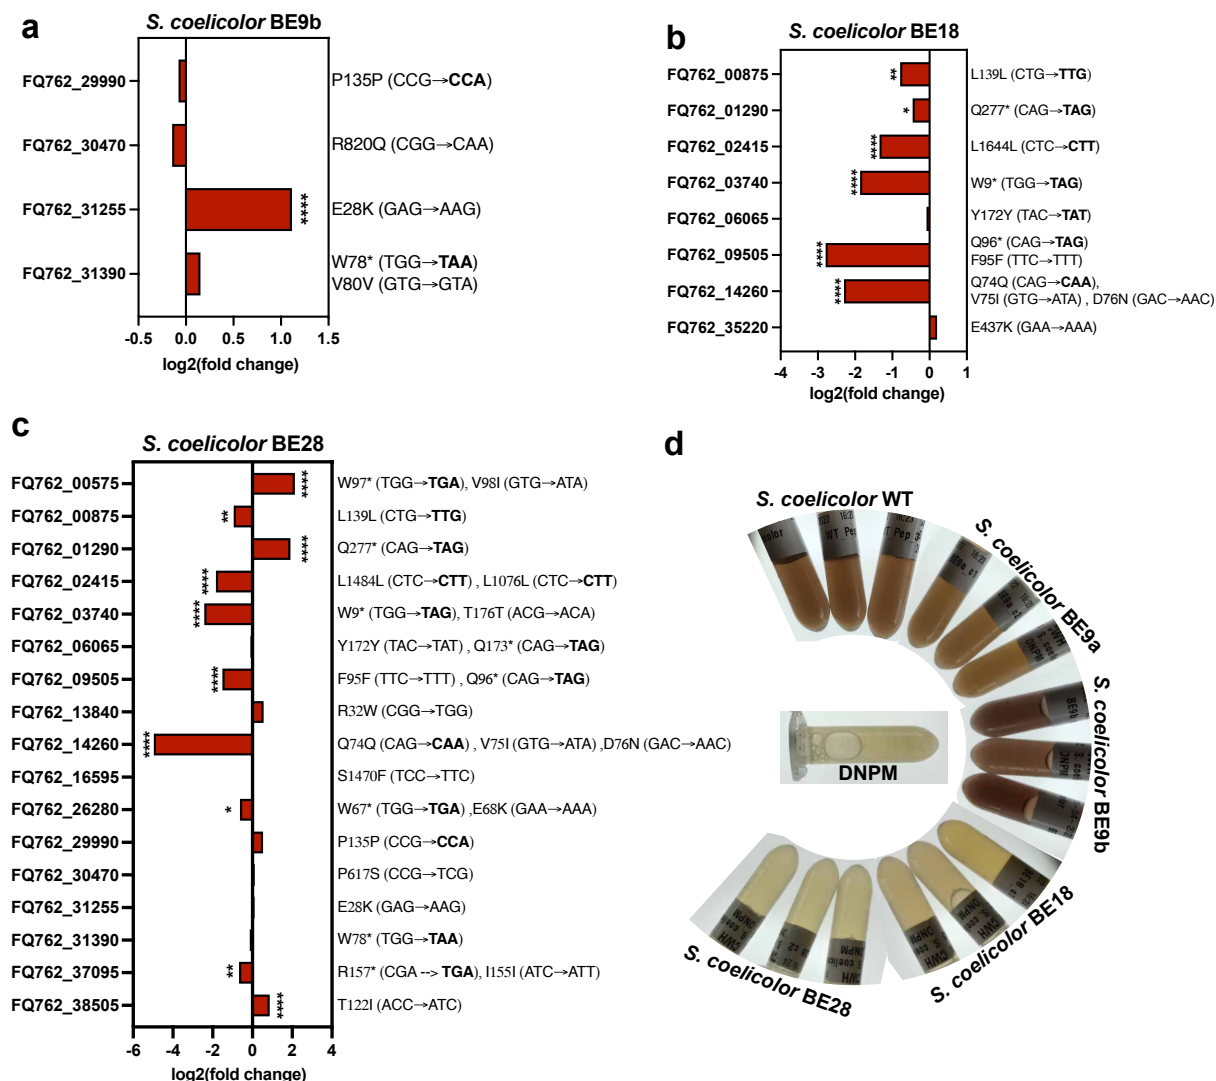 a
S. coelicolor BE9b
FQ762_29990
P135P (CCG→CCA)
FQ762_30470
R820Q (CGG→CAA)
FQ762_31255
****
E28K (GAG→AAG)
FQ762_31390
W78* (TGG→TAA)
V80V (GTG→GTA)
-0.5 0.0 0.5 1.0 1.5
log2(fold change)
b
S. coelicolor BE18
FQ762_00875
**
L139L (CTG→TTG)
FQ762_01290
*
Q277* (CAG→TAG)
FQ762_02415
****
L1644L (CTC→CTT)
FQ762_03740
****
W9* (TGG→TAG)
FQ762_06065
Y172Y (TAC→TAT)
FQ762_09505
****
Q96* (CAG→TAG)
F95F (TTC→TTT)
FQ762_14260
****
Q74Q (CAG→CAA),
V75I (GTG→ATA) , D76N (GAC→AAC)
FQ762_35220
E437K (GAA→AAA)
-4 -3 -2 -1 0 1
log2(fold change)
c
S. coelicolor BE28
FQ762_00575
****
W97* (TGG→TGA), V98I (GTG→ATA)
FQ762_00875
**
L139L (CTG→TTG)
FQ762_01290
****
Q277* (CAG→TAG)
FQ762_02415
****
L1484L (CTC→CTT) , L1076L (CTC→CTT)
FQ762_03740
****
W9* (TGG→TAG), T176T (ACG→ACA)
FQ762_06065
Y172Y (TAC→TAT) , Q173* (CAG→TAG)
FQ762_09505
****
F95F (TTC→TTT) , Q96* (CAG→TAG)
FQ762_13840
R32W (CGG→TGG)
FQ762_14260
****
Q74Q (CAG→CAA) , V75I (GTG→ATA) ,D76N (GAC→AAC)
FQ762_16595
S1470F (TCC→TTC)
FQ762_26280
*
W67* (TGG→TGA) ,E68K (GAA→AAA)
FQ762_29990
P135P (CCG→CCA)
FQ762_30470
P617S (CCG→TCG)
FQ762_31255
E28K (GAG→AAG)
FQ762_31390
W78* (TGG→TAA)
FQ762_37095
**
R157* (CGA --> TGA), I155I (ATC→ATT)
FQ762_38505
****
T122I (ACC→ATC)
-6 -4 -2 0 2 4
log2(fold change)
d
S. coelicolor WT
S. coelicolor BE9a
S. coelicolor BE9b
S. coelicolor BE18
S. coelicolor BE28
DNPM